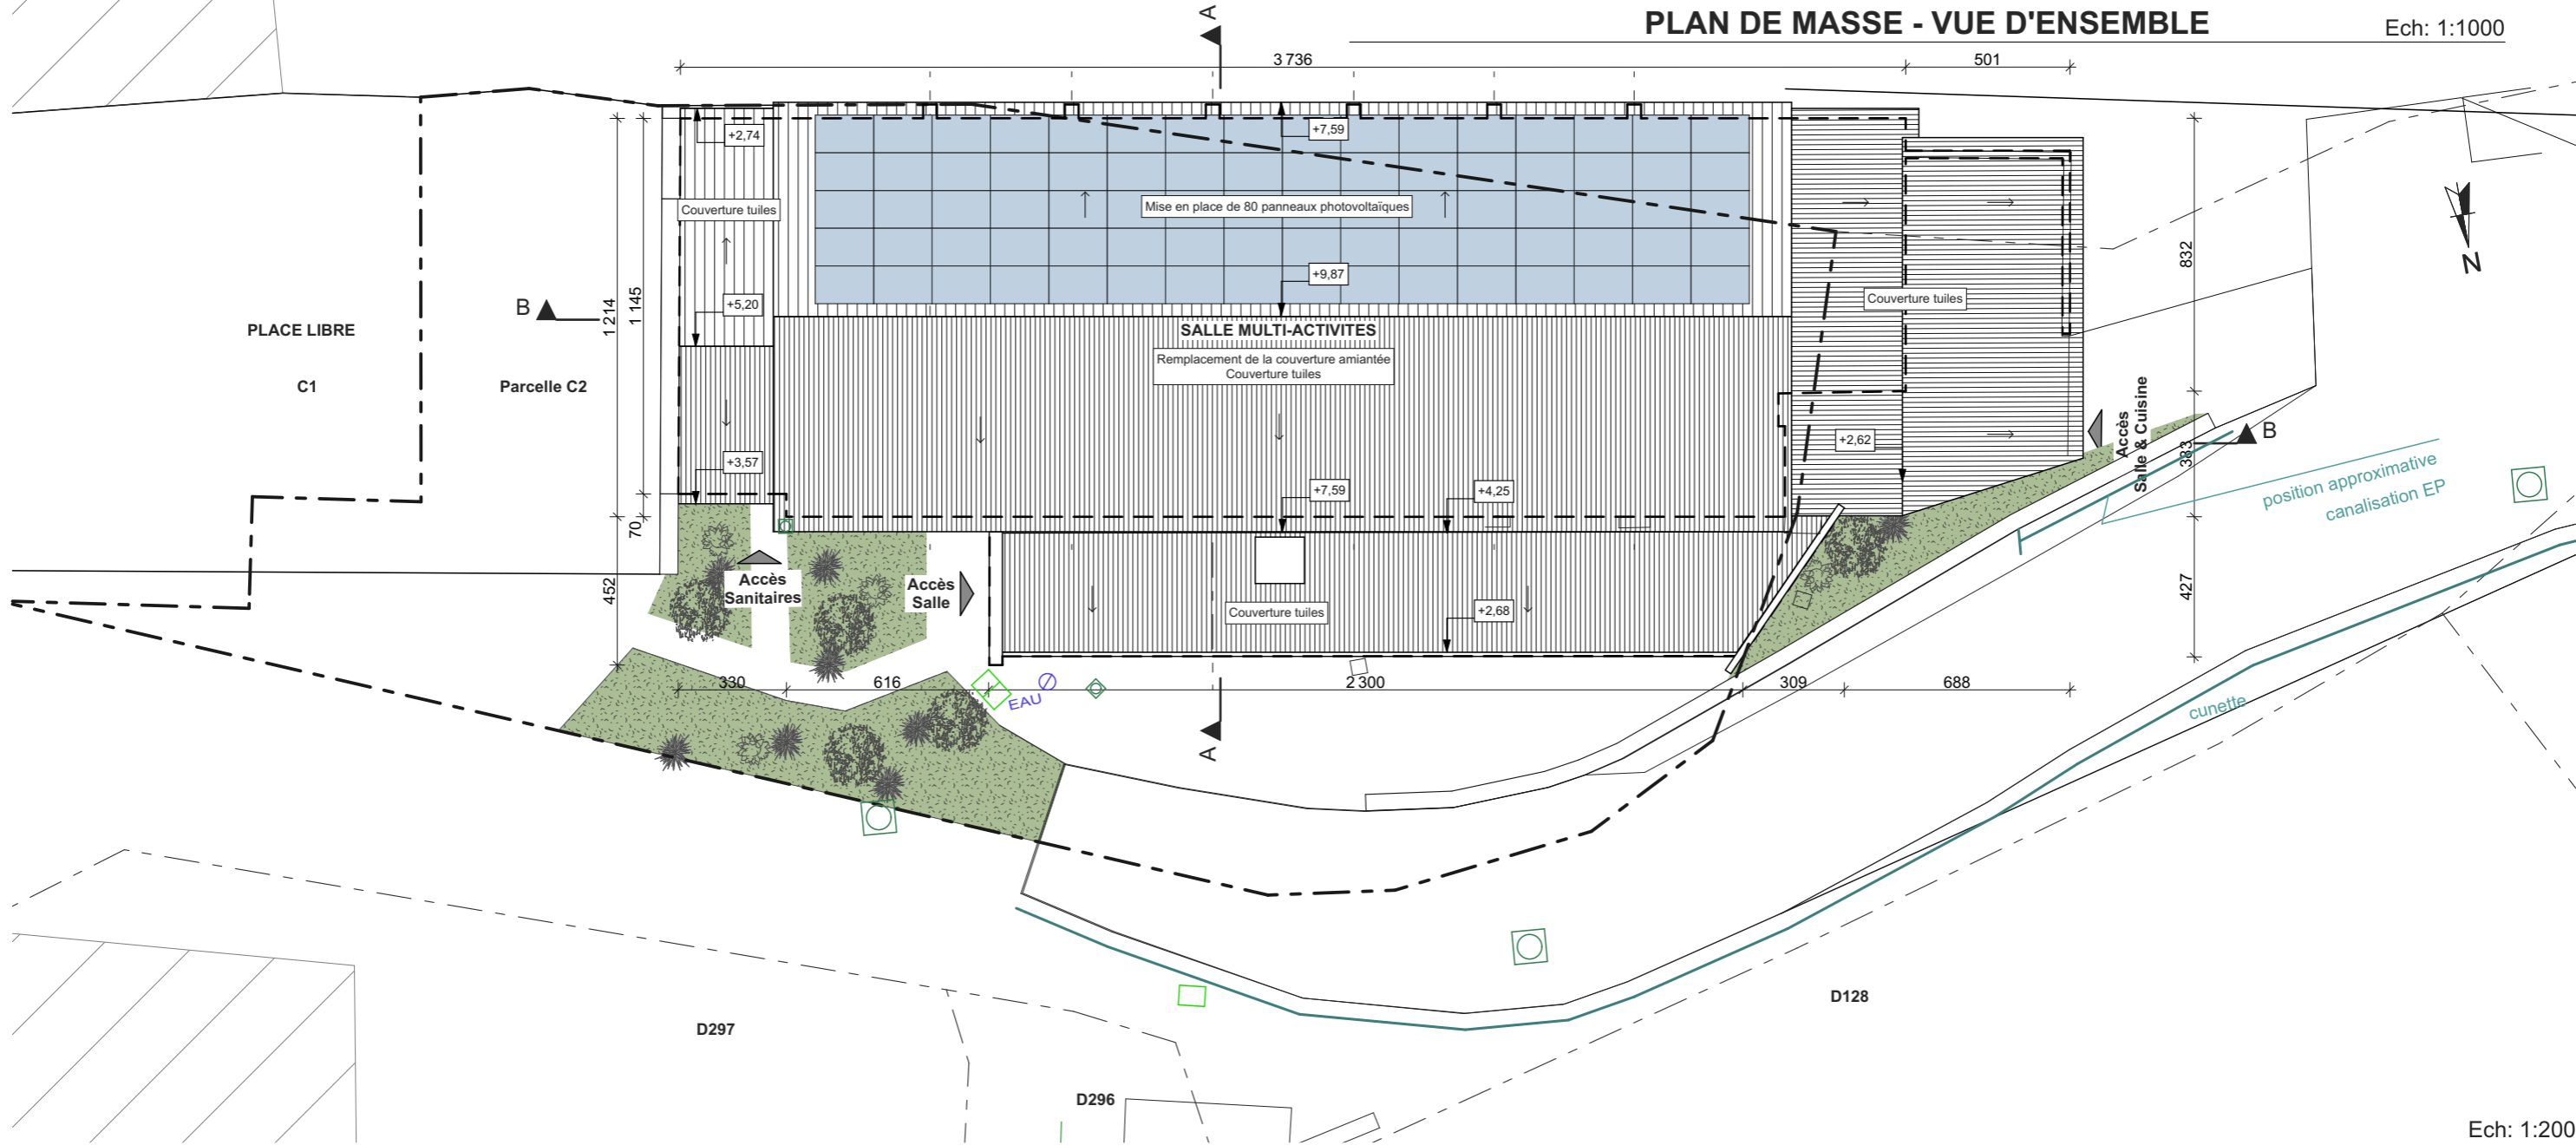 PLAN DE MASSE - VUE D'ENSEMBLE
Ech: 1:1000
A
3 736
501
+2,74
+7,59
Couverture tuiles
Mise en place de 80 panneaux photovoltaïques
832
N
+9,87
+5,20
Couverture tuiles
B
1 214
1 145
PLACE LIBRE
SALLE MULTI-ACTIVITES
Remplacement de la couverture amiantée
Couverture tuiles
C1
Parcelle C2
Accès
Salle & Cuisine
+2,62
B
383
+3,57
+7,59
+4,25
position approximative
canalisation EP
70
452
Accès
Sanitaires
Accès
Salle
Couverture tuiles
+2,68
427
330
616
2 300
309
688
EAU
cunette
A
D297
D128
D296
Ech: 1:200